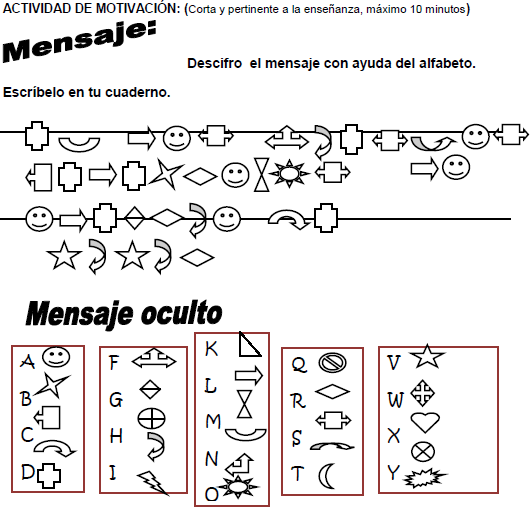 ACTIVIDAD DE MOTIVACIÓN: (Corta y pertinente a la enseñanza, máximo 10 minutos)
Mensaje:
Descifro el mensaje con ayuda del alfabeto.
Escríbelo en tu cuaderno.
Mensaje oculto
A
B
C
D
F
G
H
I
K
L
M
N
O
Q
R
S
T
V
W
X
Y